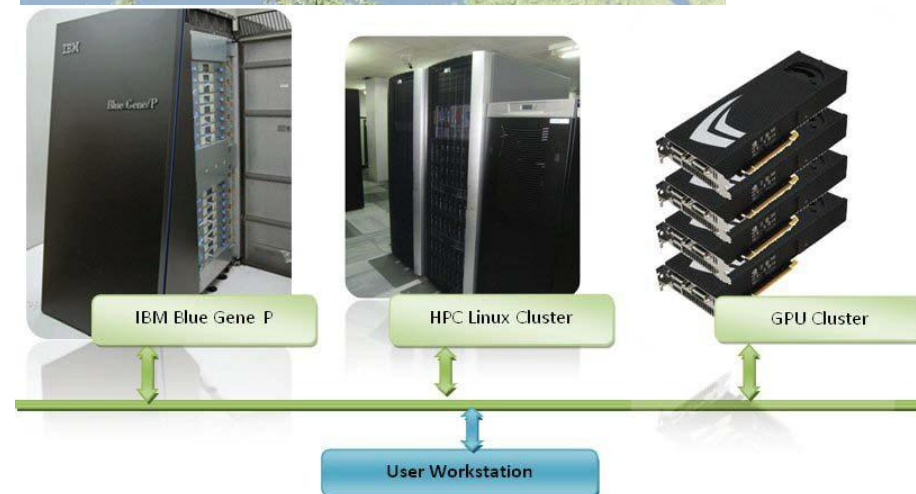 IBM
Blue Gene/P
IBM Blue Gene P
HPC Linux Cluster
GPU Cluster
User Workstation